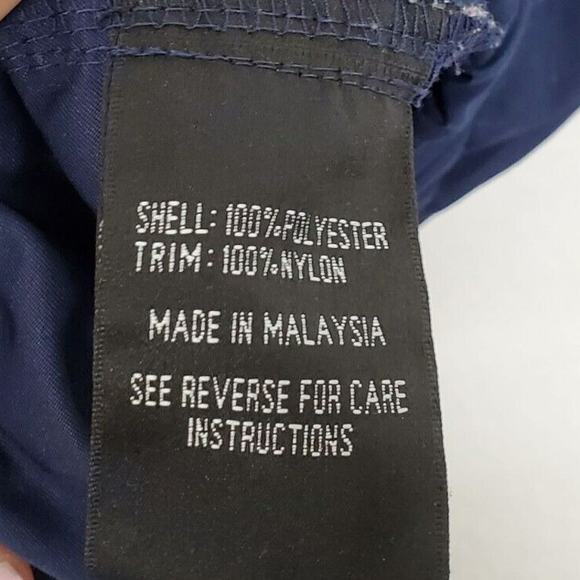 SHELL: 100%POLYESTER
TRIM: 100%NYLON
MADE IN MALAYSIA
SEE REVERSE FOR CARE
INSTRUCTIONS